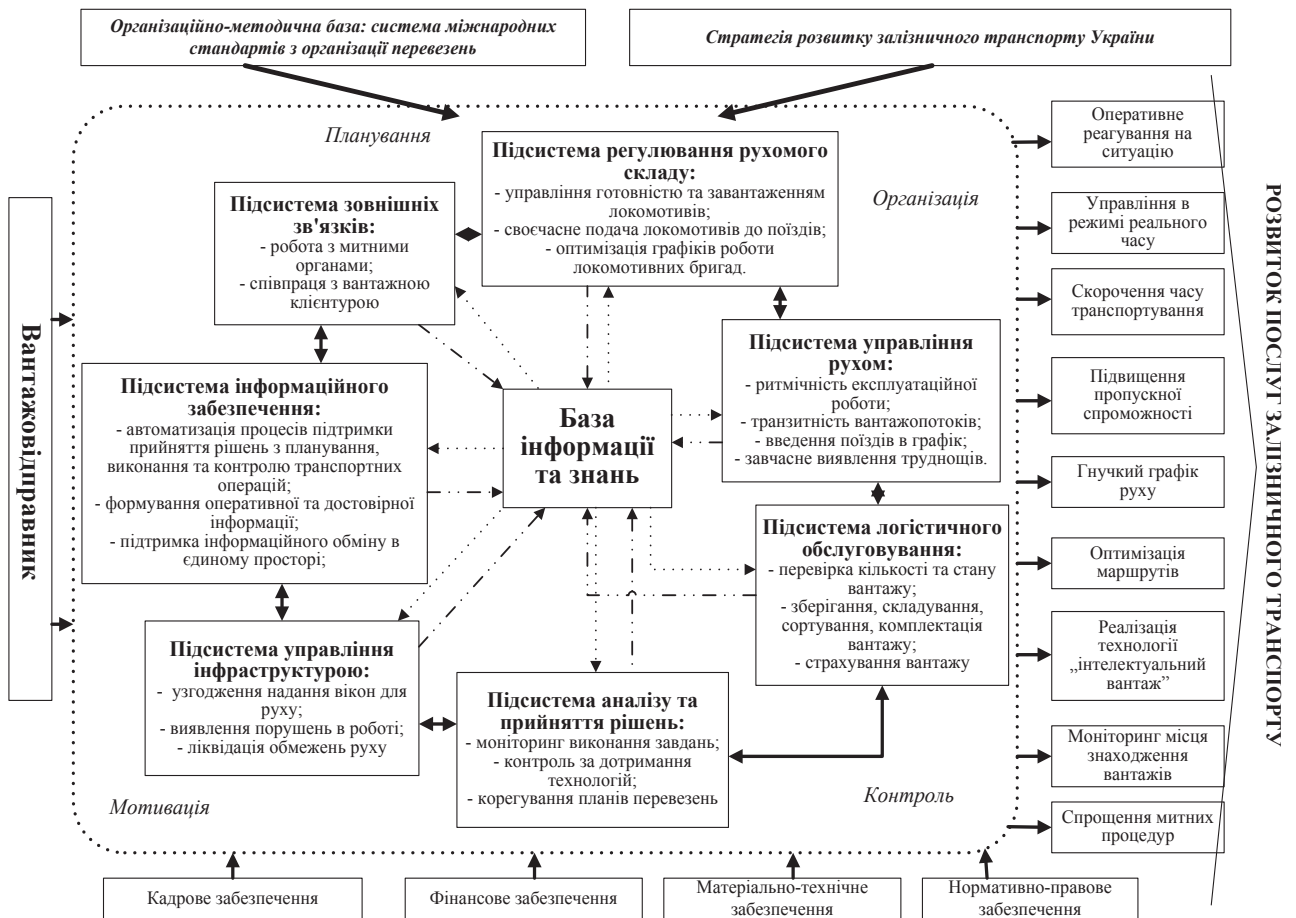 Організаційно-методична база: система міжнародних
стандартів з організації перевезень
Стратегія розвитку залізничного транспорту України
Планування
Організація
Підсистема регулювання рухомого
складу:
- управління готовністю та завантаженням
локомотивів;
- своєчасне подача локомотивів до поїздів;
- оптимізація графіків роботи
локомотивних бригад.
Підсистема зовнішніх
зв'язків:
- робота з митними
органами;
- співпраця з вантажною
клієнтурою
Вантажовідправник
Підсистема управління
рухом:
- ритмічність експлуатаційної
роботи;
- транзитність вантажопотоків;
- введення поїздів в графік;
- завчасне виявлення труднощів.
Підсистема інформаційного
забезпечення:
- автоматизація процесів підтримки
прийняття рішень з планування,
виконання та контролю транспортних
операцій;
- формування оперативної та достовірної
інформації;
- підтримка інформаційного обміну в
єдиному просторі;
База
інформації
та знань
Підсистема логістичного
обслуговування:
- перевірка кількості та стану
вантажу;
- зберігання, складування,
сортування, комплектація
вантажу;
- страхування вантажу
Підсистема управління
інфраструктурою:
- узгодження надання вікон для
руху;
- виявлення порушень в роботі;
- ліквідація обмежень руху
Підсистема аналізу та
прийняття рішень:
- моніторинг виконання завдань;
- контроль за дотримання
технологій;
- корегування планів перевезень
Мотивація
Контроль
Оперативне
реагування на
ситуацію
Управління в
режимі реального
часу
Скорочення часу
транспортування
Підвищення
пропускної
спроможності
Гнучкий графік
руху
Оптимізація
маршрутів
Реалізація
технології
„інтелектуальний
вантаж”
Моніторинг місця
знаходження
вантажів
Спрощення митних
процедур
РОЗВИТОК ПОСЛУГ ЗАЛІЗНИЧНОГО ТРАНСПОРТУ
Кадрове забезпечення
Фінансове забезпечення
Матеріально-технічне
забезпечення
Нормативно-правове
забезпечення